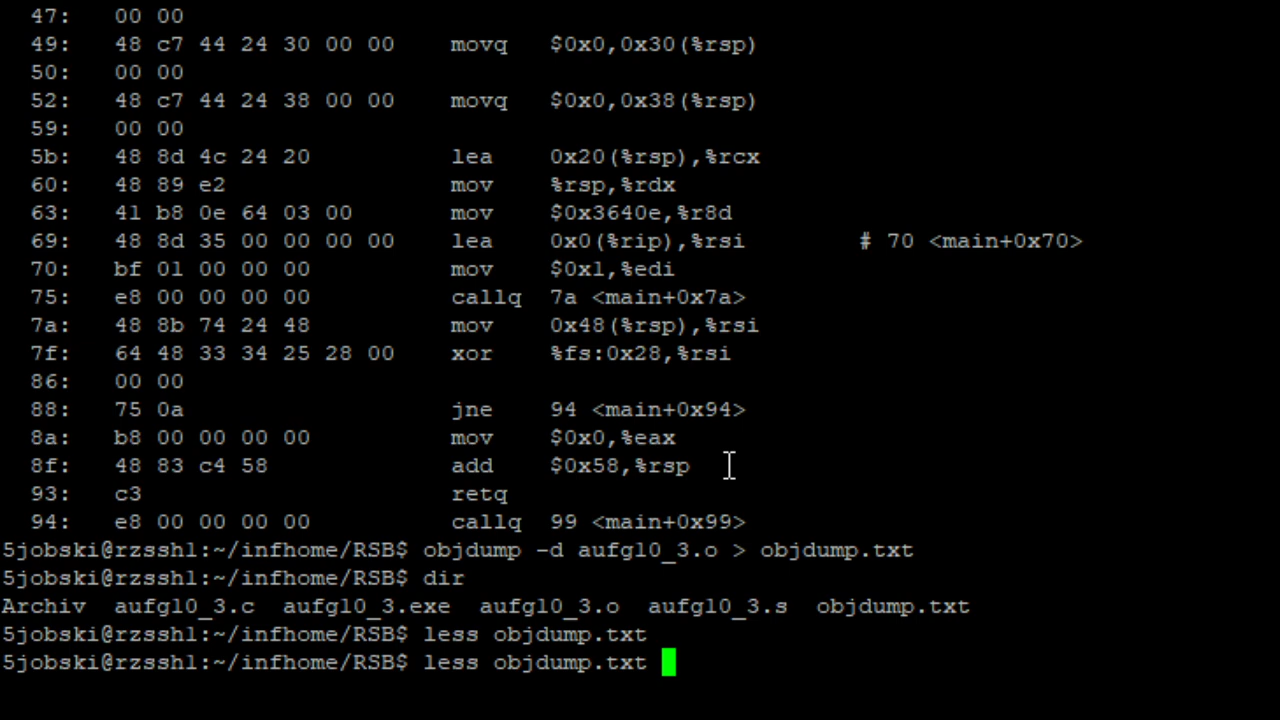 47:   00 00
49:   48 c7 44 24 30 00 00    movq   $0x0,0x30(%rsp)
50:   00 00
52:   48 c7 44 24 38 00 00    movq   $0x0,0x38(%rsp)
59:   00 00
5b:   48 8d 4c 24 20          lea    0x20(%rsp),%rcx
60:   48 89 e2                mov    %rsp,%rdx
63:   41 b8 0e 64 03 00       mov    $0x3640e,%r8d
69:   48 8d 35 00 00 00 00    lea    0x0(%rip),%rsi        # 70 <main+0x70>
70:   bf 01 00 00 00          mov    $0x1,%edi
75:   e8 00 00 00 00          callq  7a <main+0x7a>
7a:   48 8b 74 24 48          mov    0x48(%rsp),%rsi
7f:   64 48 33 34 25 28 00    xor    %fs:0x28,%rsi
86:   00 00
88:   75 0a                   jne    94 <main+0x94>
8a:   b8 00 00 00 00          mov    $0x0,%eax
8f:   48 83 c4 58             add    $0x58,%rsp
93:   c3                      retq
94:   e8 00 00 00 00          callq  99 <main+0x99>
5jobski@rzssh1:~/infhome/RSB$ objdump -d aufg10_3.o > objdump.txt
5jobski@rzssh1:~/infhome/RSB$ dir
Archiv  aufg10_3.c  aufg10_3.exe  aufg10_3.o  aufg10_3.s  objdump.txt
5jobski@rzssh1:~/infhome/RSB$ less objdump.txt
5jobski@rzssh1:~/infhome/RSB$ less objdump.txt